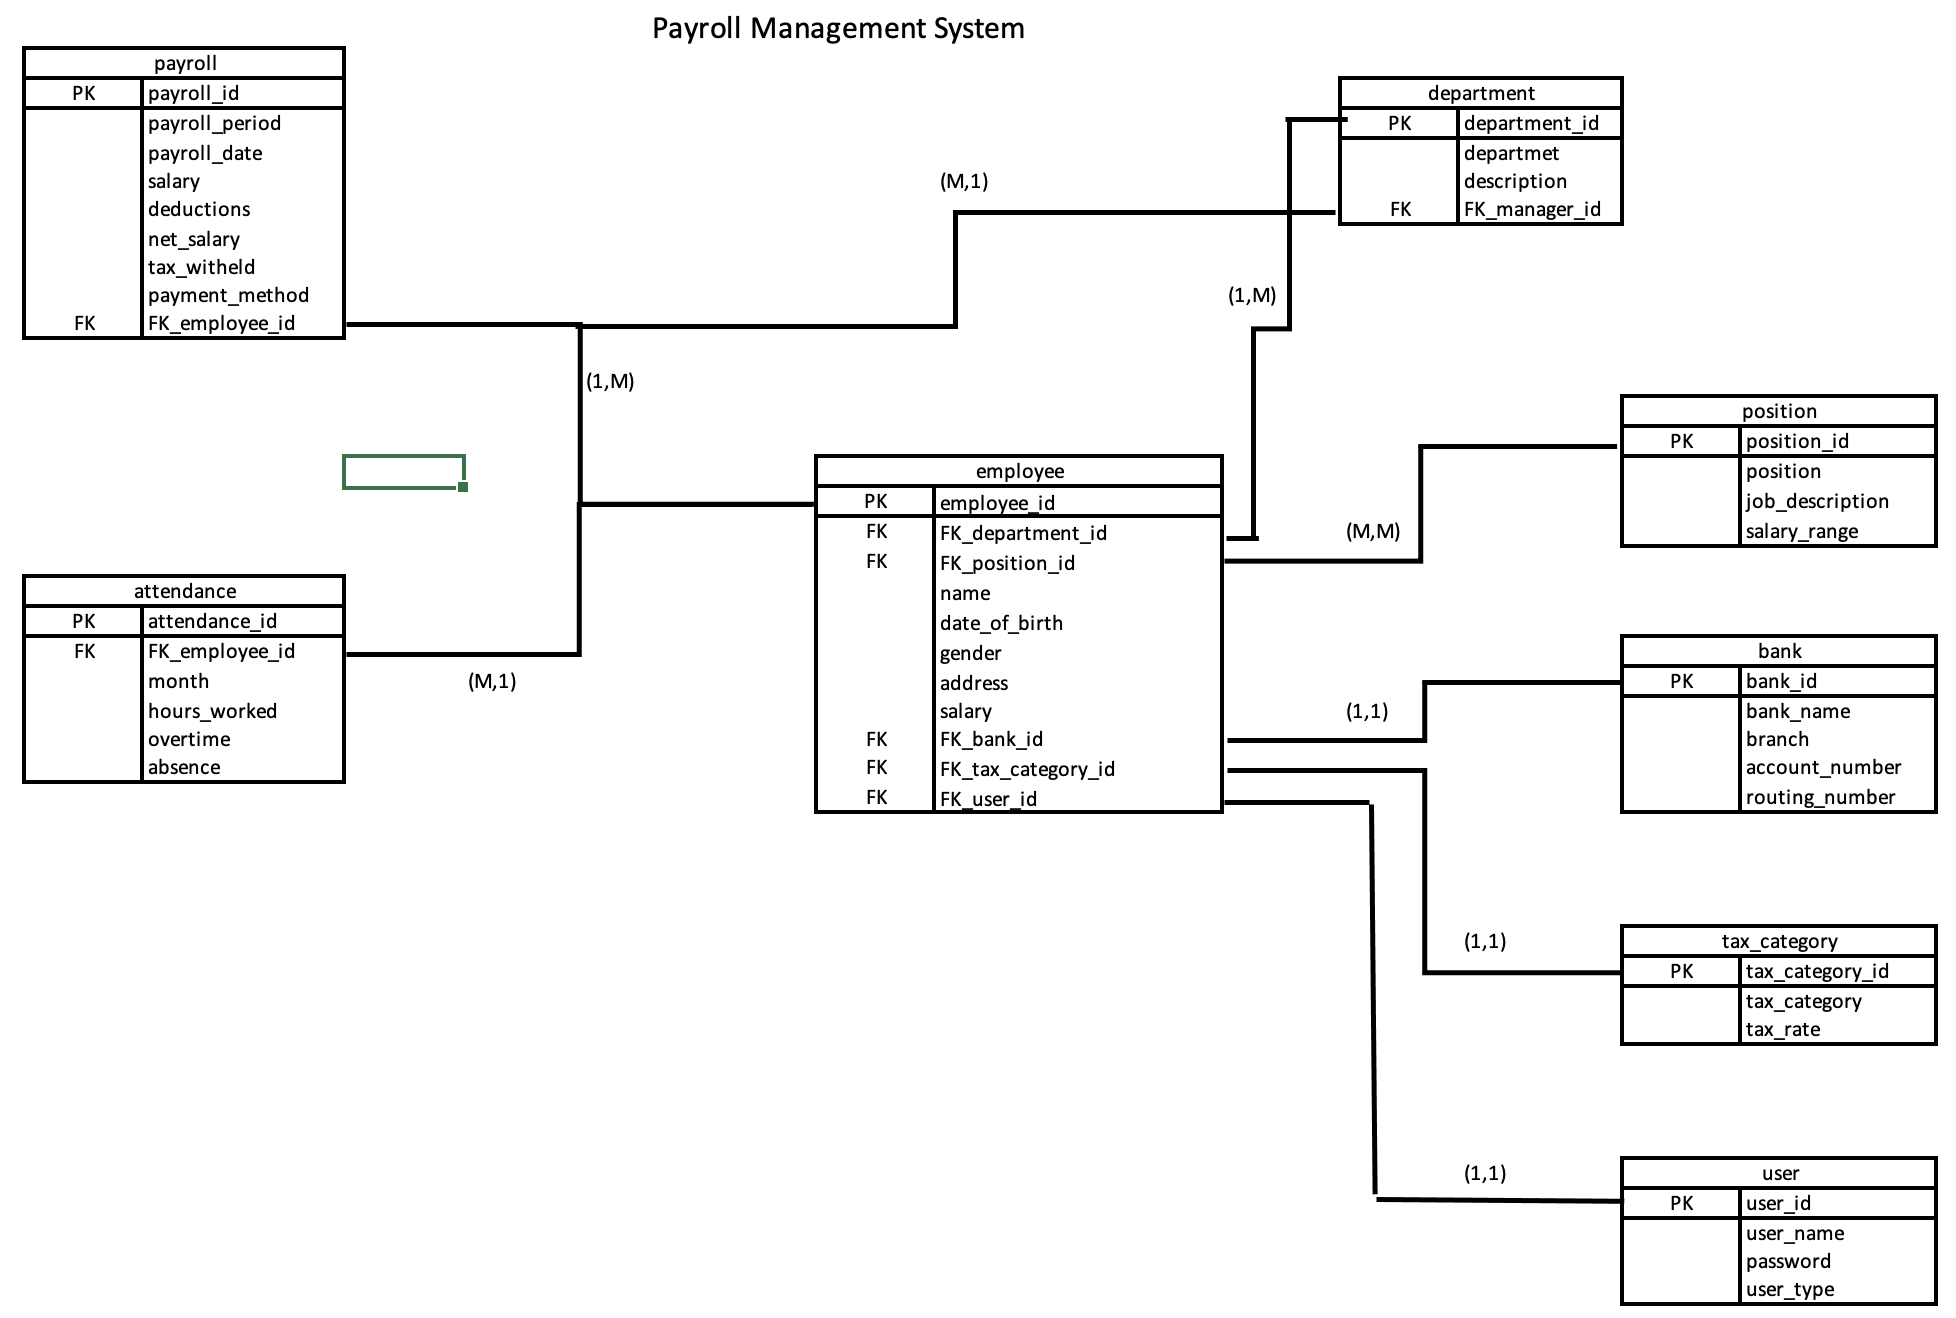 Payroll Management System
payroll
PK payroll_id
payroll_period
payroll_date
salary
deductions
net_salary
tax_witheld
payment_method
FK FK_employee_id
department
PK department_id
departmet
description
FK FK_manager_id
(M,1)
(1,M)
(1,M)
position
PK position_id
position
job_description
salary_range
employee
PK employee_id
FK FK_department_id
FK FK_position_id
name
date_of_birth
gender
address
salary
FK FK_bank_id
FK FK_tax_category_id
FK FK_user_id
(M,M)
attendance
PK attendance_id
FK FK_employee_id
month
hours_worked
overtime
absence
(M,1)
bank
PK bank_id
bank_name
branch
account_number
routing_number
(1,1)
tax_category
PK tax_category_id
tax_category
tax_rate
(1,1)
user
PK user_id
user_name
password
user_type
(1,1)